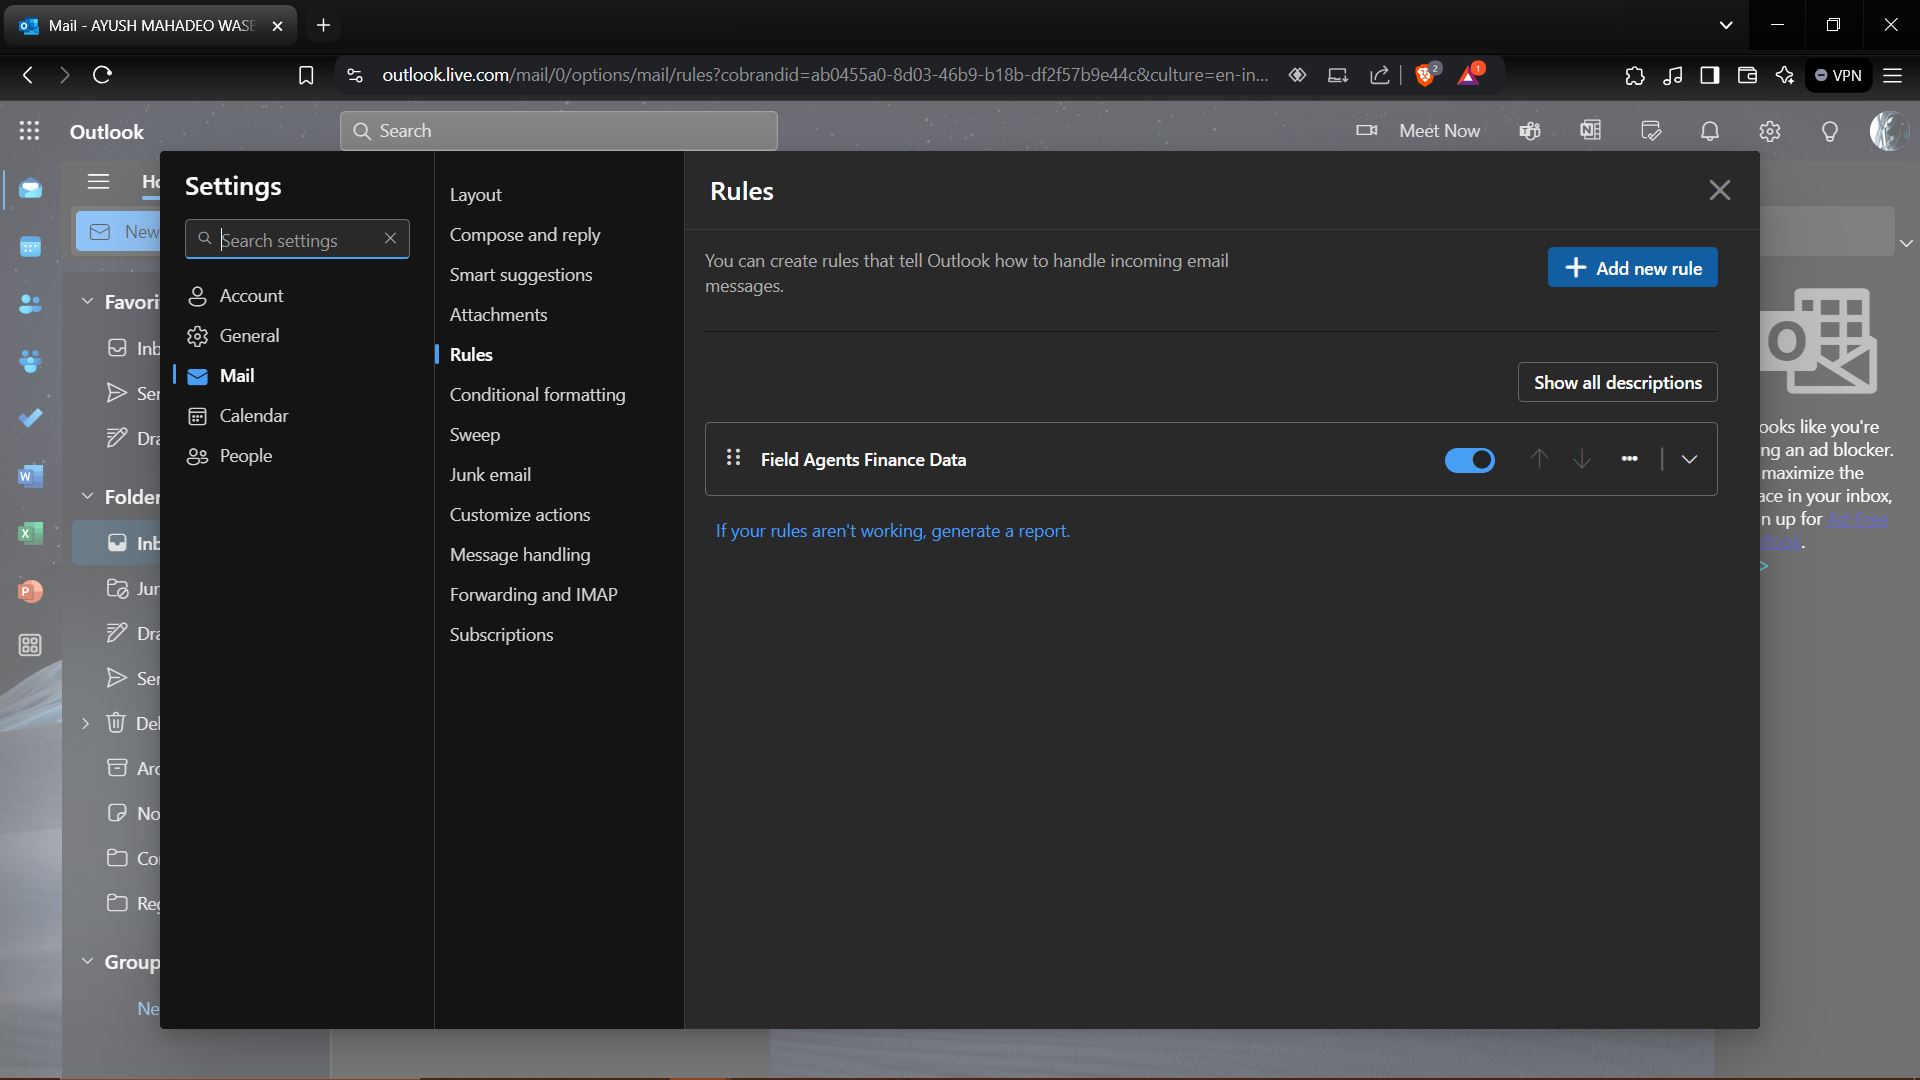 Mail - AYUSH MAHADEO WASE
outlook.live.com/mail/0/options/mail/rules?cobrandid=ab0455a0-8d03-46b9-b18b-df2f57b9e44c&culture=en-in...
2
1
VPN
Outlook
Search
Meet Now
Ho
New
Favori
Inb
Ser
Dra
Folder
Inb
Jun
Dra
Ser
Del
Arc
No
Co
Reg
Group
Ne
Settings
Search settings
Account
General
Mail
Calendar
People
Layout
Compose and reply
Smart suggestions
Attachments
Rules
Conditional formatting
Sweep
Junk email
Customize actions
Message handling
Forwarding and IMAP
Subscriptions
Rules
You can create rules that tell Outlook how to handle incoming email
messages.
Add new rule
Show all descriptions
Field Agents Finance Data
If your rules aren't working, generate a report.
ooks like you're
ng an ad blocker.
maximize the
ace in your inbox,
n up for Ad-Free
tlook.